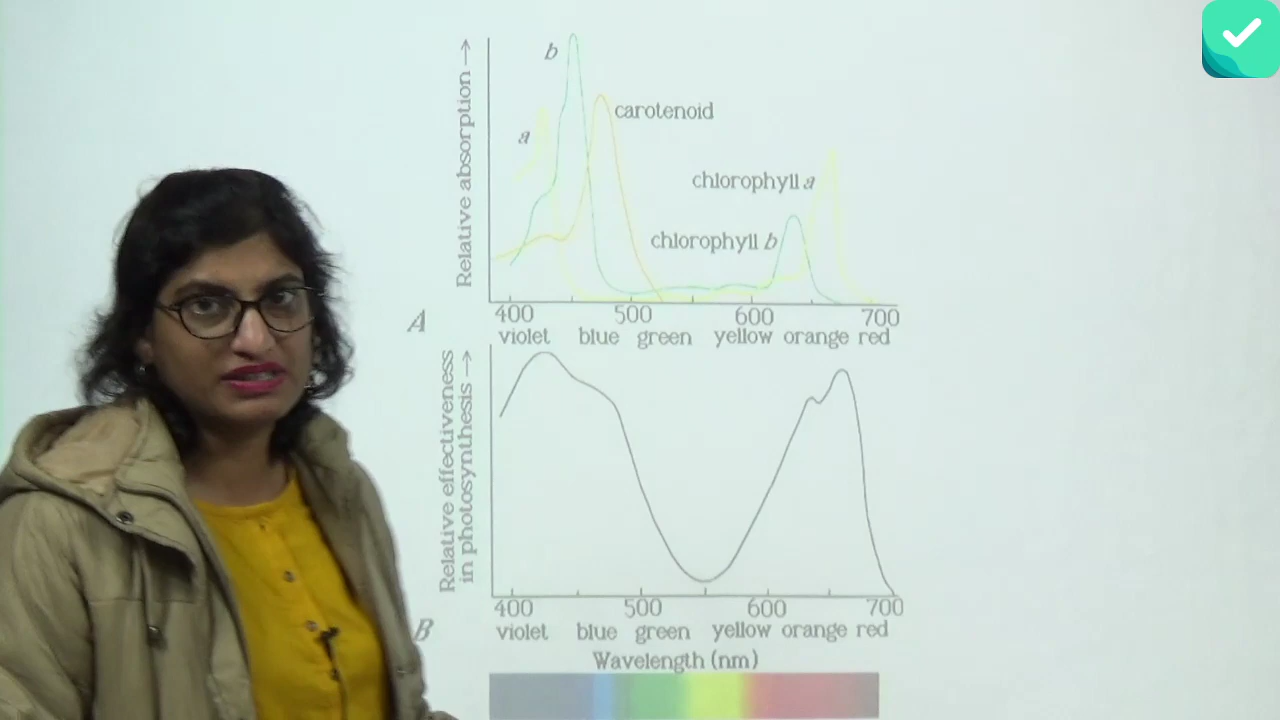 b
Relative absorption →
carotenoid
a
chlorophyll a
chlorophyll b
A
400 500 600 700
violet blue green yellow orange red
Relative effectiveness
in photosynthesis →
B
400 500 600 700
violet blue green yellow orange red
Wavelength (nm)